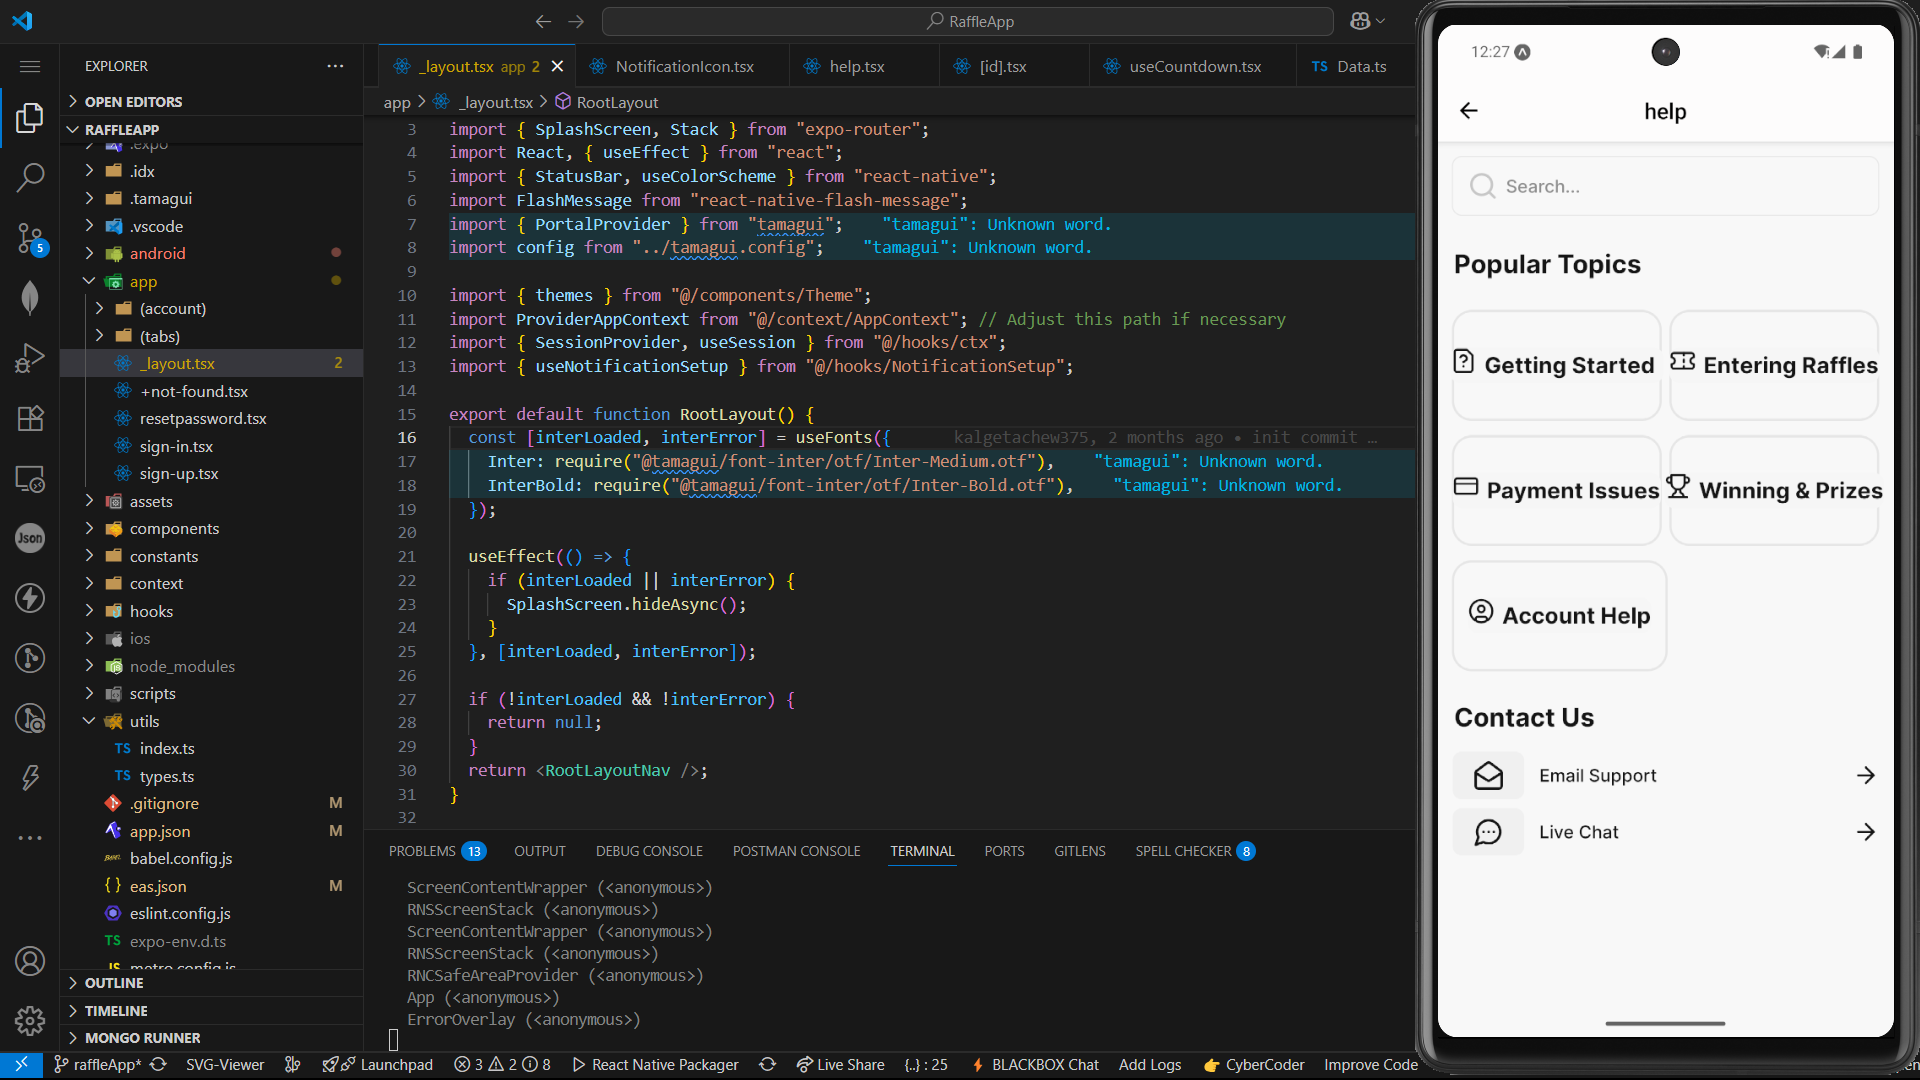 RaffleApp
EXPLORER
OPEN EDITORS
RAFFLEAPP
.expo
.idx
.tamagui
.vscode
android
app
(account)
(tabs)
_layout.tsx 2
+not-found.tsx
resetpassword.tsx
sign-in.tsx
sign-up.tsx
assets
components
constants
context
hooks
ios
node_modules
scripts
utils
TS index.ts
TS types.ts
.gitignore M
app.json M
babel.config.js
{} eas.json M
eslint.config.js
TS expo-env.d.ts
JS metro.config.js
OUTLINE
TIMELINE
MONGO RUNNER
5
Json
_layout.tsx app 2
NotificationIcon.tsx
help.tsx
[id].tsx
useCountdown.tsx
TS Data.ts
app > _layout.tsx > RootLayout
3 import { SplashScreen, Stack } from "expo-router";
4 import React, { useEffect } from "react";
5 import { StatusBar, useColorScheme } from "react-native";
6 import FlashMessage from "react-native-flash-message";
7 import { PortalProvider } from "tamagui"; "tamagui": Unknown word.
8 import config from "../tamagui.config"; "tamagui": Unknown word.
9
10 import { themes } from "@/components/Theme";
11 import ProviderAppContext from "@/context/AppContext"; // Adjust this path if necessary
12 import { SessionProvider, useSession } from "@/hooks/ctx";
13 import { useNotificationSetup } from "@/hooks/NotificationSetup";
14
15 export default function RootLayout() {
16 const [interLoaded, interError] = useFonts({ kalgetachew375, 2 months ago • init commit …
17 Inter: require("@tamagui/font-inter/otf/Inter-Medium.otf"), "tamagui": Unknown word.
18 InterBold: require("@tamagui/font-inter/otf/Inter-Bold.otf"), "tamagui": Unknown word.
19 });
20
21 useEffect(() => {
22 if (interLoaded || interError) {
23 SplashScreen.hideAsync();
24 }
25 }, [interLoaded, interError]);
26
27 if (!interLoaded && !interError) {
28 return null;
29 }
30 return <RootLayoutNav />;
31 }
32
PROBLEMS 13 OUTPUT DEBUG CONSOLE POSTMAN CONSOLE TERMINAL PORTS GITLENS SPELL CHECKER 8
ScreenContentWrapper (<anonymous>)
RNSScreenStack (<anonymous>)
ScreenContentWrapper (<anonymous>)
RNSScreenStack (<anonymous>)
RNCSafeAreaProvider (<anonymous>)
App (<anonymous>)
ErrorOverlay (<anonymous>)
raffleApp* SVG-Viewer Launchpad 3 2 8 React Native Packager Live Share {..} : 25 BLACKBOX Chat Add Logs CyberCoder Improve Code
12:27
help
Search...
Popular Topics
Getting Started
Entering Raffles
Payment Issues
Winning & Prizes
Account Help
Contact Us
Email Support
Live Chat